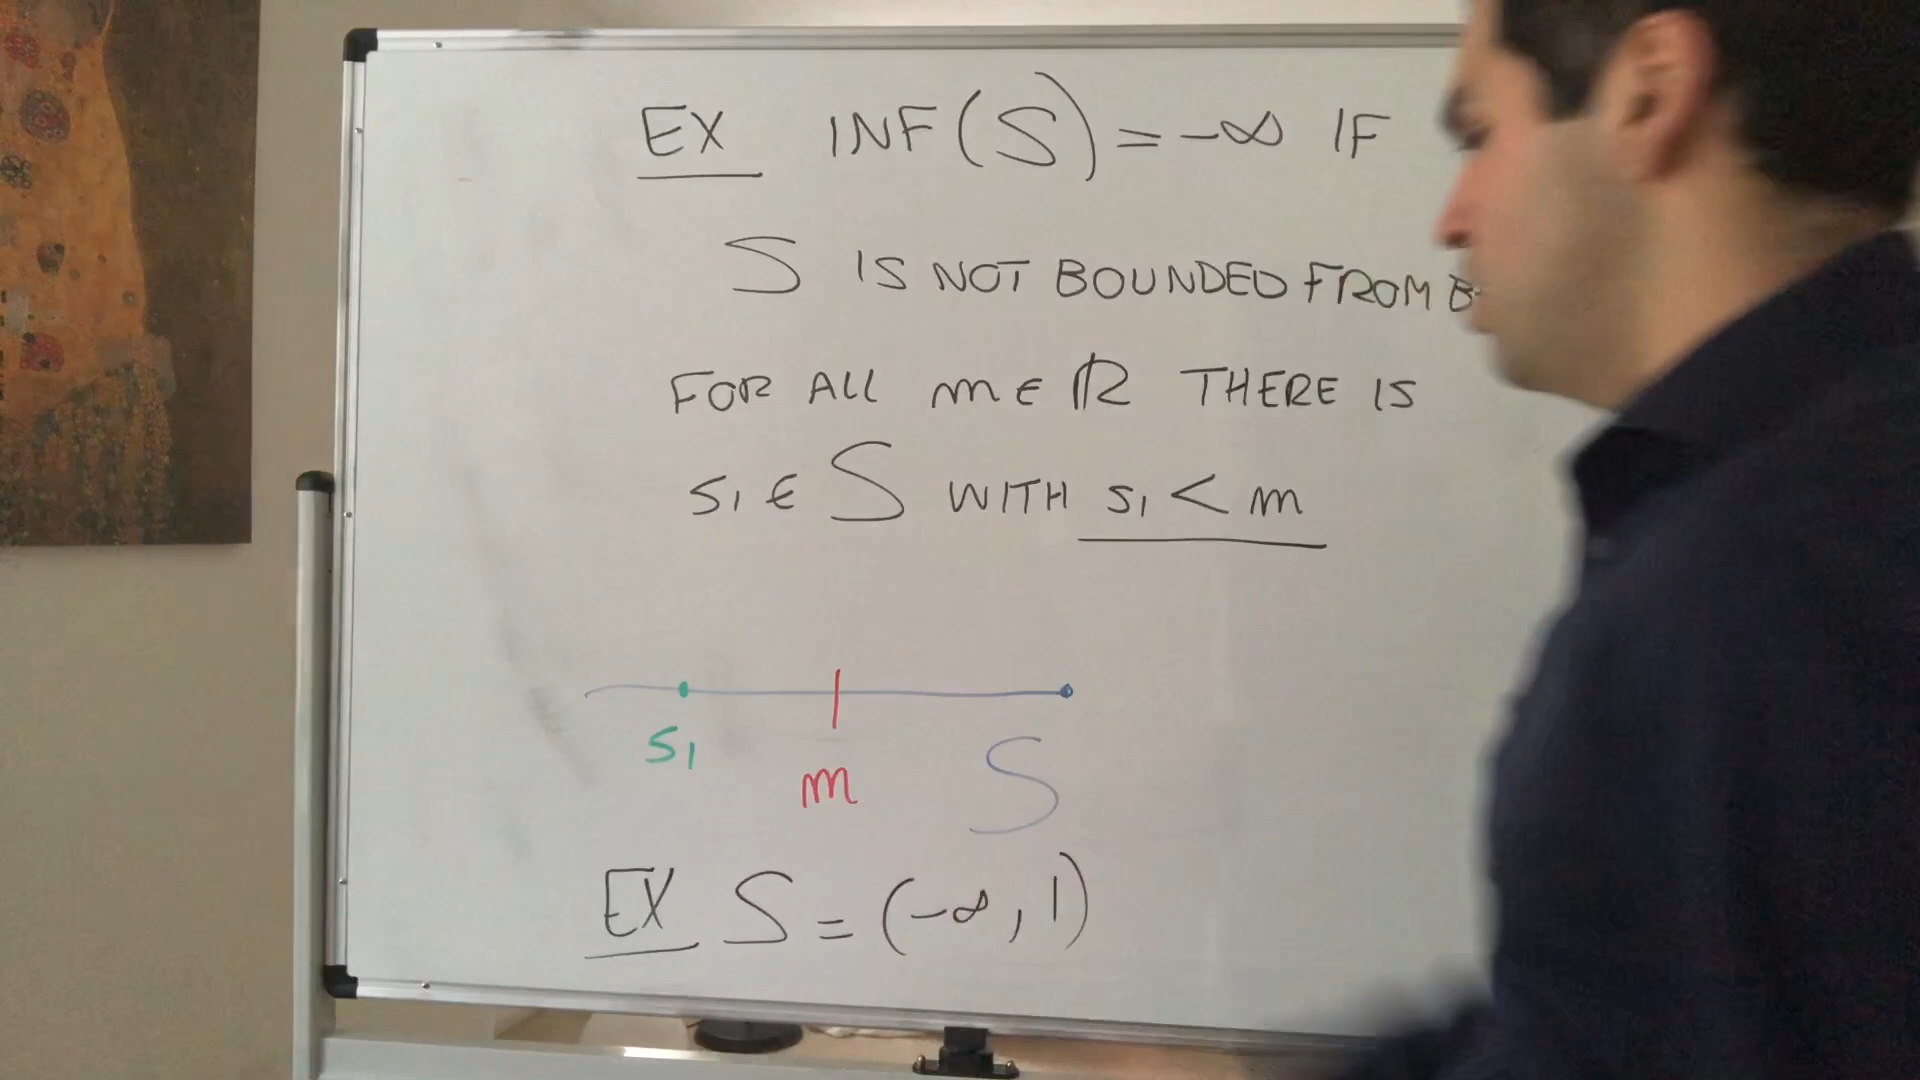 EX INF(S) = -∞ IF
S IS NOT BOUNDED FROM
FOR ALL m ∈ ℝ THERE IS
s₁ ∈ S WITH s₁ < m
s₁
m
S
EX S = (-∞, 1)